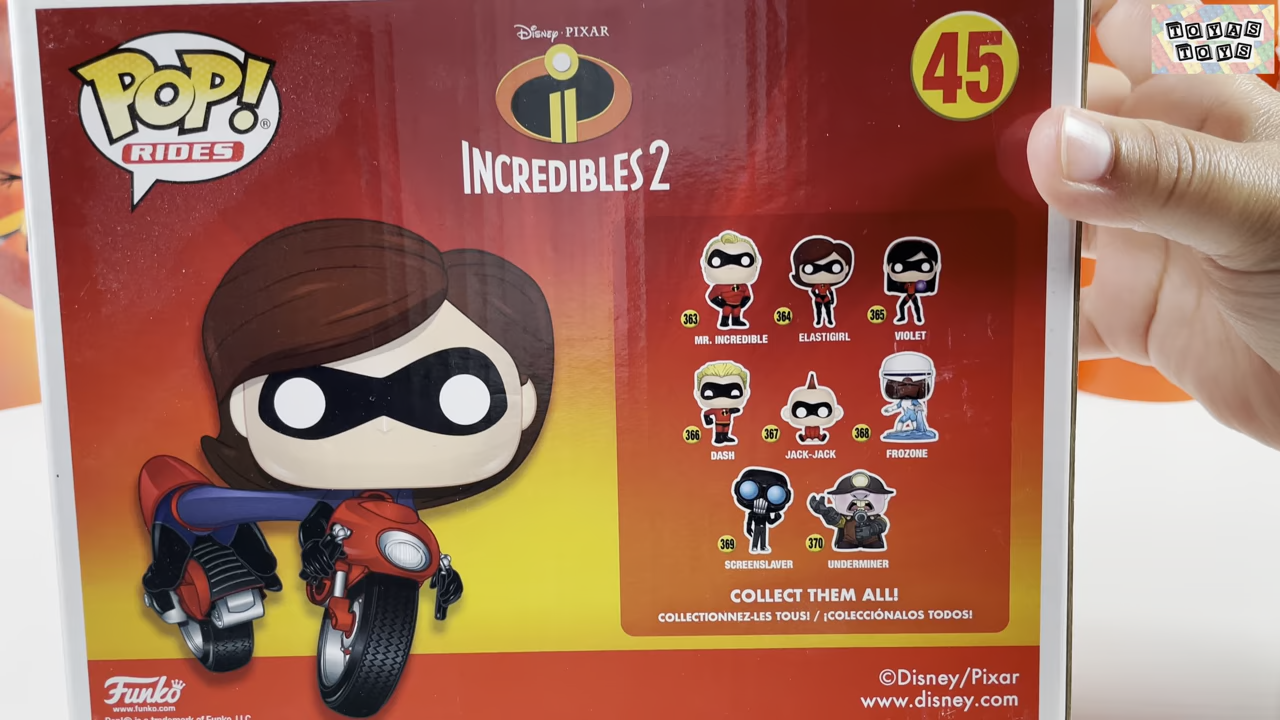 TOYAS
TOYS
POP!®
RIDES
Disney · PIXAR
INCREDIBLES 2
45
363
MR. INCREDIBLE
364
ELASTIGIRL
365
VIOLET
366
DASH
367
JACK-JACK
368
FROZONE
369
SCREENSLAVER
370
UNDERMINER
COLLECT THEM ALL!
COLLECTIONNEZ-LES TOUS! / ¡COLECCIÓNALOS TODOS!
Funko
www.funko.com
©Disney/Pixar
www.disney.com